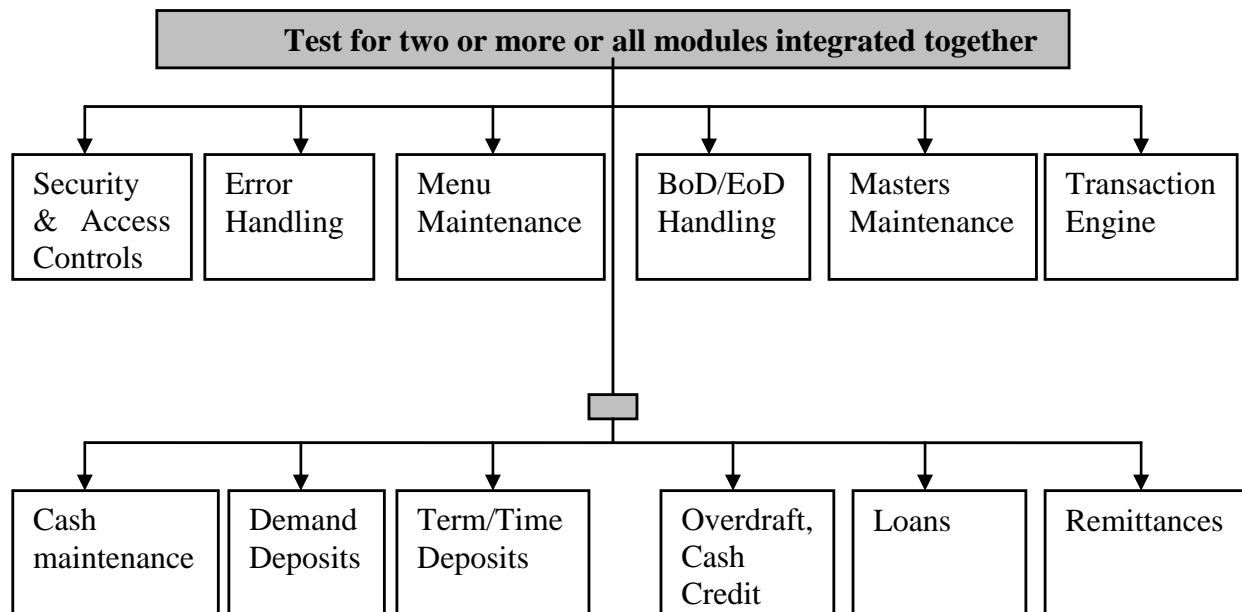 Test for two or more or all modules integrated together
Security
& Access
Controls
Error
Handling
Menu
Maintenance
BoD/EoD
Handling
Masters
Maintenance
Transaction
Engine
Cash
maintenance
Demand
Deposits
Term/Time
Deposits
Overdraft,
Cash
Credit
Loans
Remittances